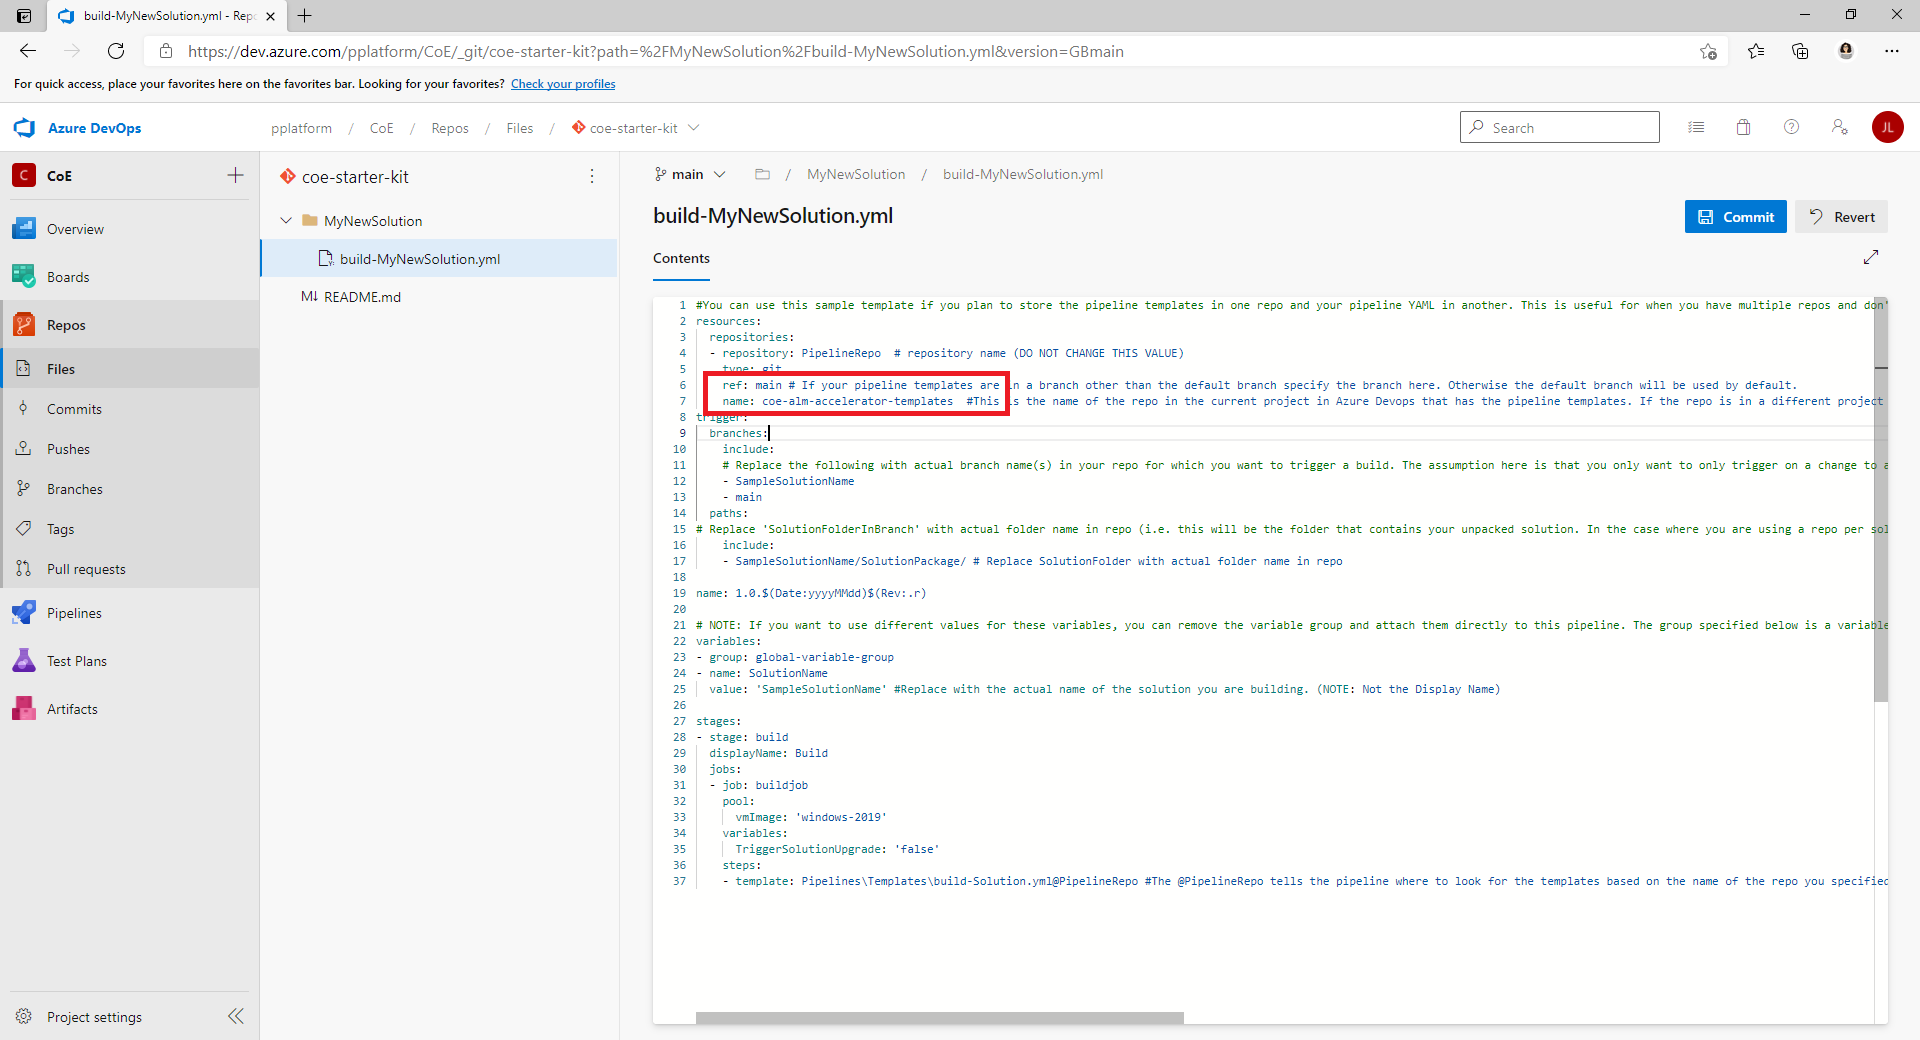 build-MyNewSolution.yml - Repo
https://dev.azure.com/pplatform/CoE/_git/coe-starter-kit?path=%2FMyNewSolution%2Fbuild-MyNewSolution.yml&version=GBmain
For quick access, place your favorites here on the favorites bar. Looking for your favorites? Check your profiles
Azure DevOps
pplatform / CoE / Repos / Files / coe-starter-kit
Search
JL
C CoE
Overview
Boards
Repos
Files
Commits
Pushes
Branches
Tags
Pull requests
Pipelines
Test Plans
Artifacts
Project settings
coe-starter-kit
MyNewSolution
build-MyNewSolution.yml
M↓ README.md
main / MyNewSolution / build-MyNewSolution.yml
build-MyNewSolution.yml
Commit
Revert
Contents
1 #You can use this sample template if you plan to store the pipeline templates in one repo and your pipeline YAML in another. This is useful for when you have multiple repos and don'
2 resources:
3 repositories:
4 - repository: PipelineRepo # repository name (DO NOT CHANGE THIS VALUE)
5 type: git
6 ref: main # If your pipeline templates are in a branch other than the default branch specify the branch here. Otherwise the default branch will be used by default.
7 name: coe-alm-accelerator-templates #This is the name of the repo in the current project in Azure Devops that has the pipeline templates. If the repo is in a different project
8 trigger:
9 branches:
10 include:
11 # Replace the following with actual branch name(s) in your repo for which you want to trigger a build. The assumption here is that you only want to only trigger on a change to a
12 - SampleSolutionName
13 - main
14 paths:
15 # Replace 'SolutionFolderInBranch' with actual folder name in repo (i.e. this will be the folder that contains your unpacked solution. In the case where you are using a repo per sol
16 include:
17 - SampleSolutionName/SolutionPackage/ # Replace SolutionFolder with actual folder name in repo
18
19 name: 1.0.$(Date:yyyyMMdd)$(Rev:.r)
20
21 # NOTE: If you want to use different values for these variables, you can remove the variable group and attach them directly to this pipeline. The group specified below is a variable
22 variables:
23 - group: global-variable-group
24 - name: SolutionName
25 value: 'SampleSolutionName' #Replace with the actual name of the solution you are building. (NOTE: Not the Display Name)
26
27 stages:
28 - stage: build
29 displayName: Build
30 jobs:
31 - job: buildjob
32 pool:
33 vmImage: 'windows-2019'
34 variables:
35 TriggerSolutionUpgrade: 'false'
36 steps:
37 - template: Pipelines\Templates\build-Solution.yml@PipelineRepo #The @PipelineRepo tells the pipeline where to look for the templates based on the name of the repo you specified